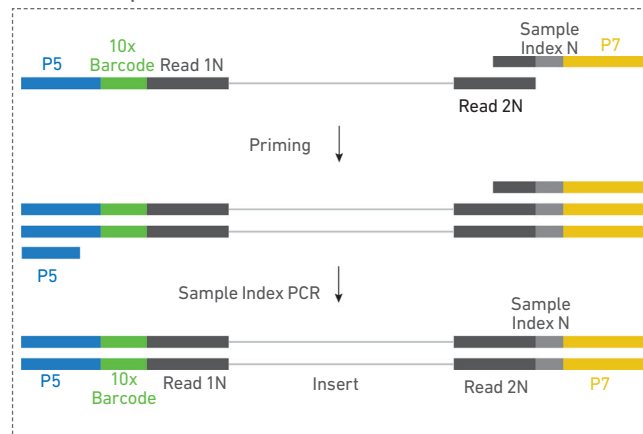 Sample
Index N
P7
P5
10x
Barcode
Read 1N
Read 2N
Priming
P5
Sample Index PCR
Sample
Index N
P5
10x
Barcode
Read 1N
Insert
Read 2N
P7